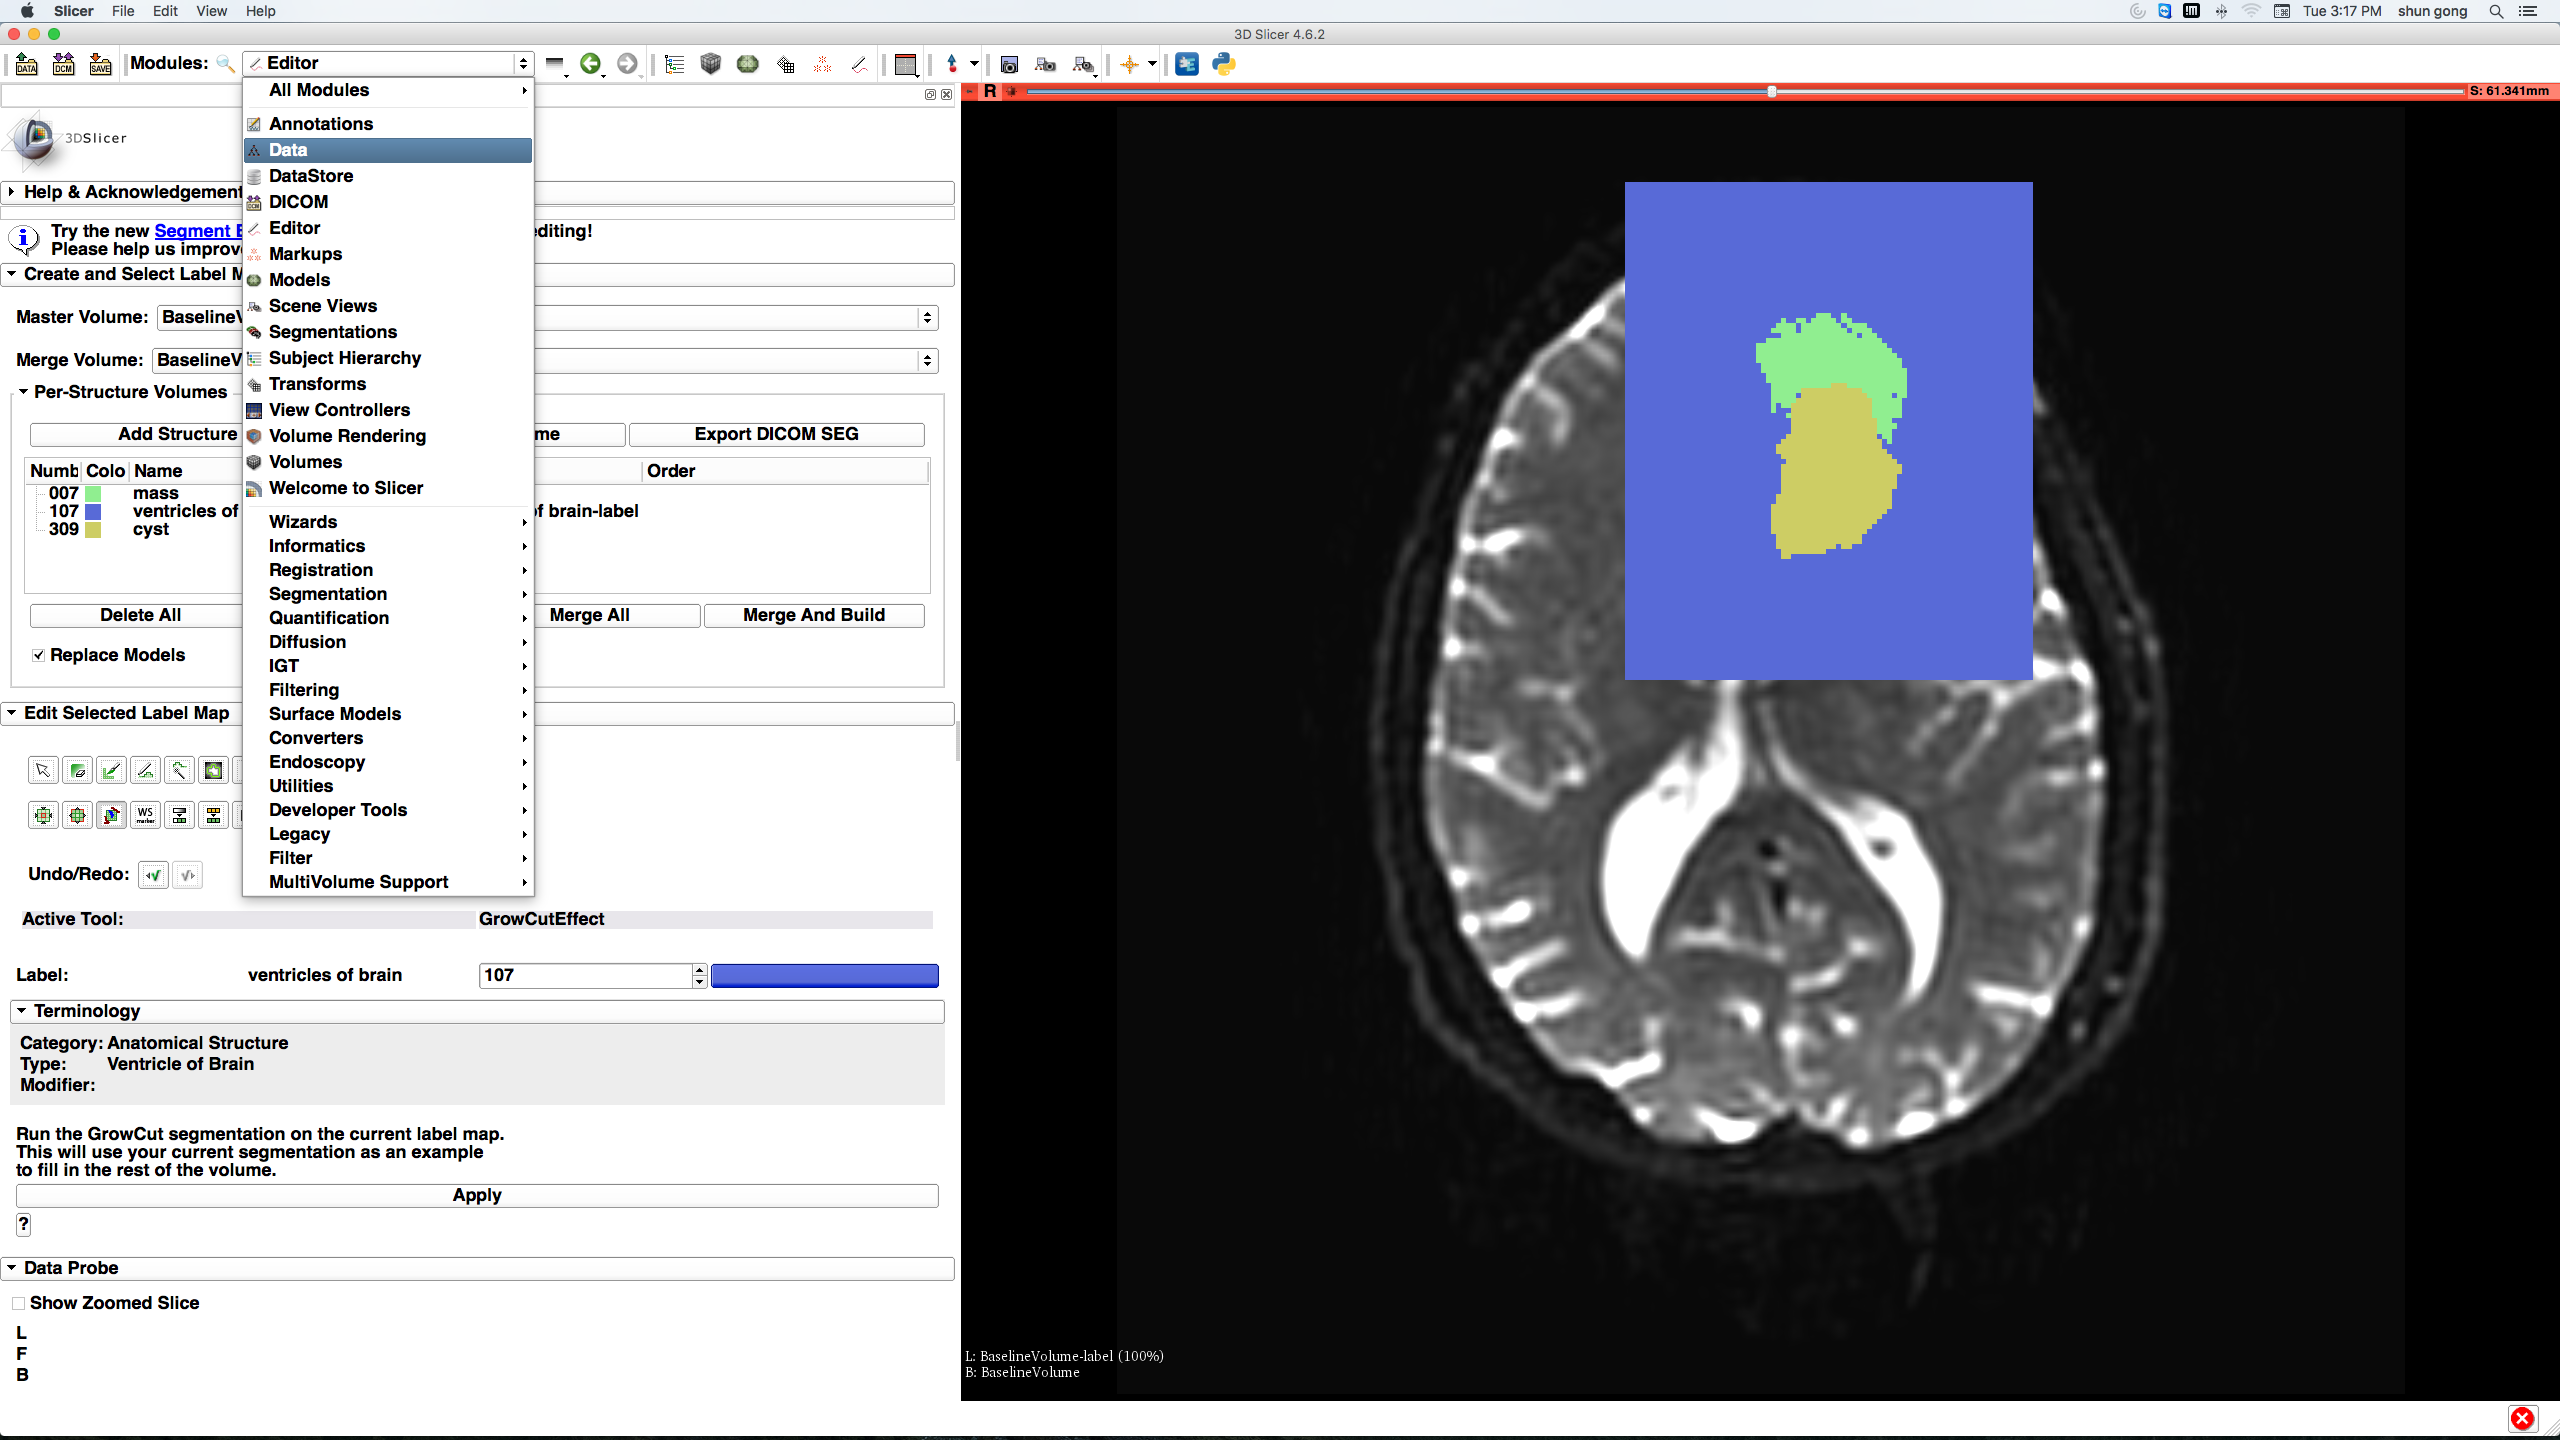 Slicer File Edit View Help
Tue 3:17 PM shun gong
3D Slicer 4.6.2
DATA DCM SAVE Modules: Editor
All Modules
Annotations
Data
DataStore
DICOM
Editor
Markups
Models
Scene Views
Segmentations
Subject Hierarchy
Transforms
View Controllers
Volume Rendering
Volumes
Welcome to Slicer
Wizards
Informatics
Registration
Segmentation
Quantification
Diffusion
IGT
Filtering
Surface Models
Converters
Endoscopy
Utilities
Developer Tools
Legacy
Filter
MultiVolume Support
3DSlicer
Help & Acknowledgement
Try the new Segment E
editing!
Please help us improv
Create and Select Label M
Master Volume: BaselineV
Merge Volume: BaselineV
Per-Structure Volumes
Add Structure
me
Export DICOM SEG
Numb Colo Name
Order
007 mass
107 ventricles of
of brain-label
309 cyst
Delete All
Merge All
Merge And Build
Replace Models
Edit Selected Label Map
WS
marker
Undo/Redo:
Active Tool: GrowCutEffect
Label: ventricles of brain 107
Terminology
Category: Anatomical Structure
Type: Ventricle of Brain
Modifier:
Run the GrowCut segmentation on the current label map.
This will use your current segmentation as an example
to fill in the rest of the volume.
Apply
?
Data Probe
Show Zoomed Slice
L
F
B
R
S: 61.341mm
L: BaselineVolume-label (100%)
B: BaselineVolume